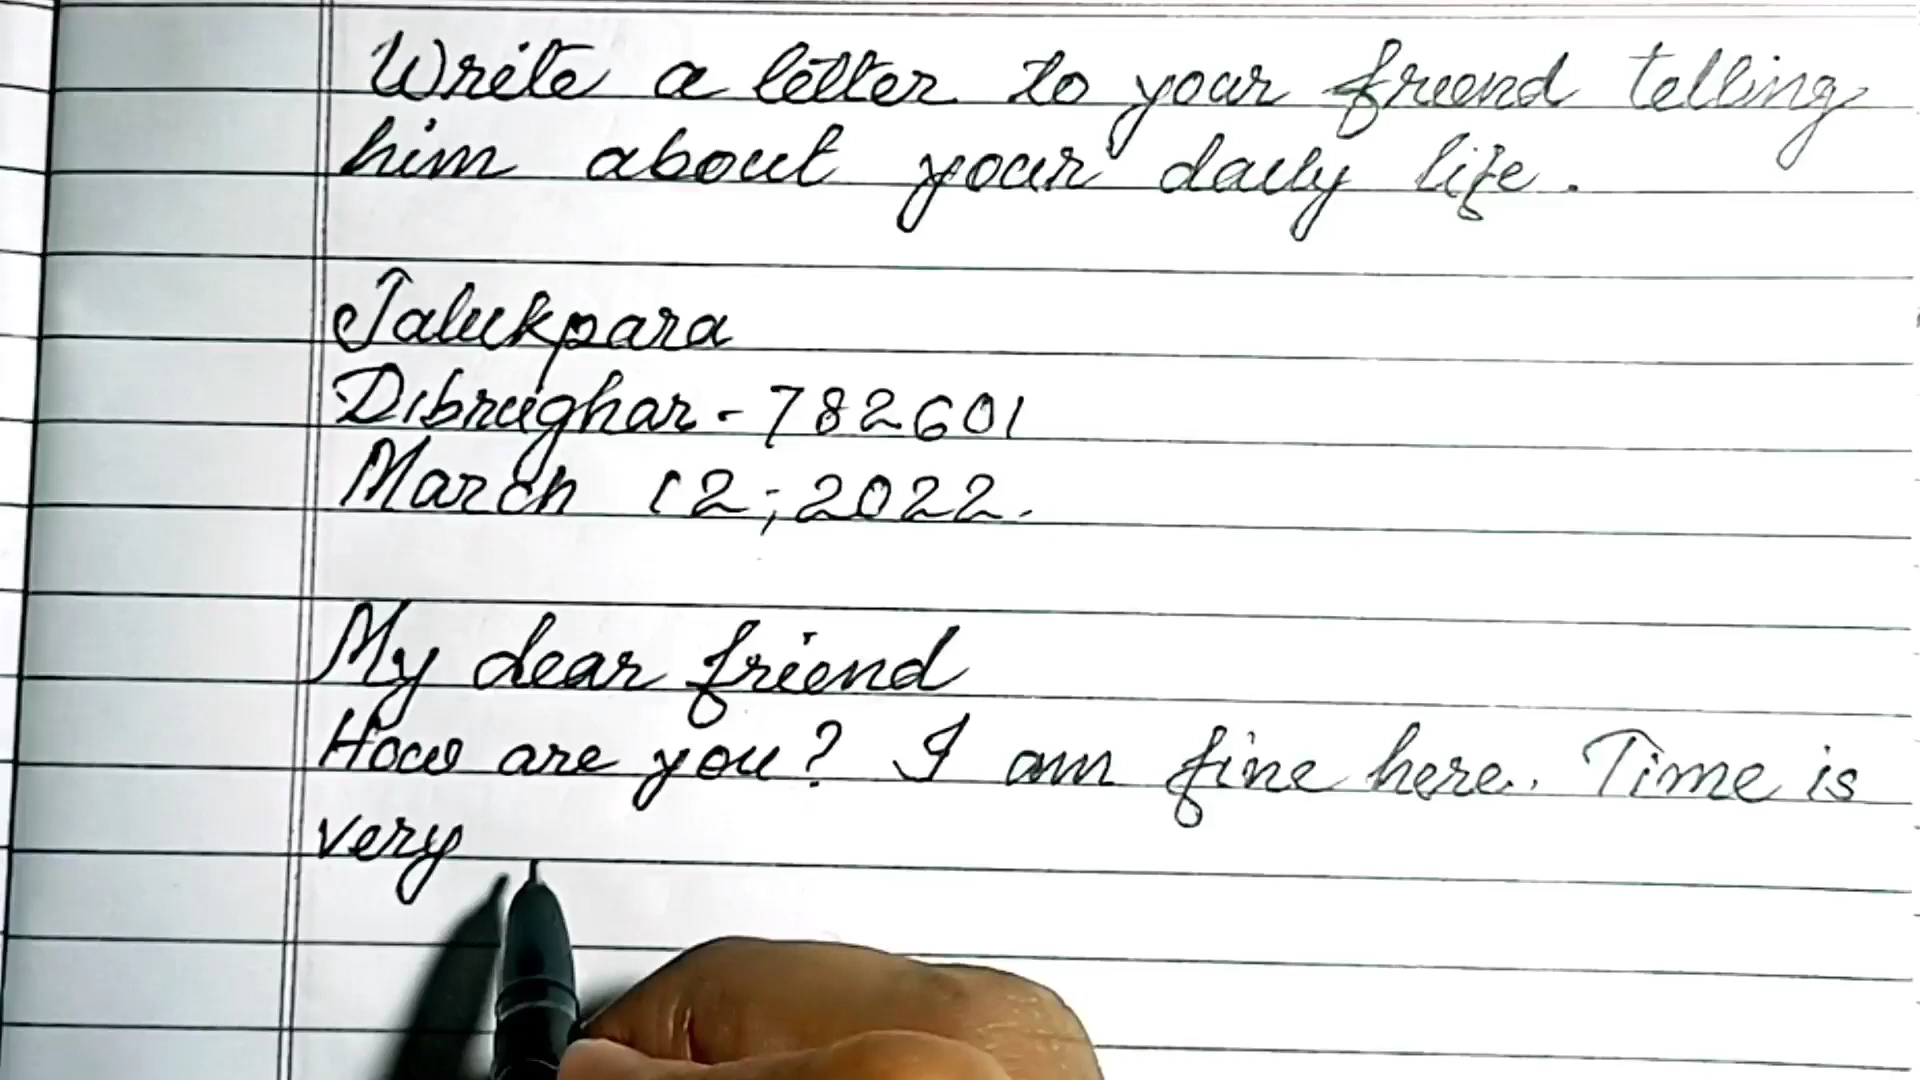 Write a letter to your friend telling
him about your daily life.
Talukpara
Dibrughar - 782601
March 12, 2022.
My dear friend
How are you? I am fine here. Time is
very